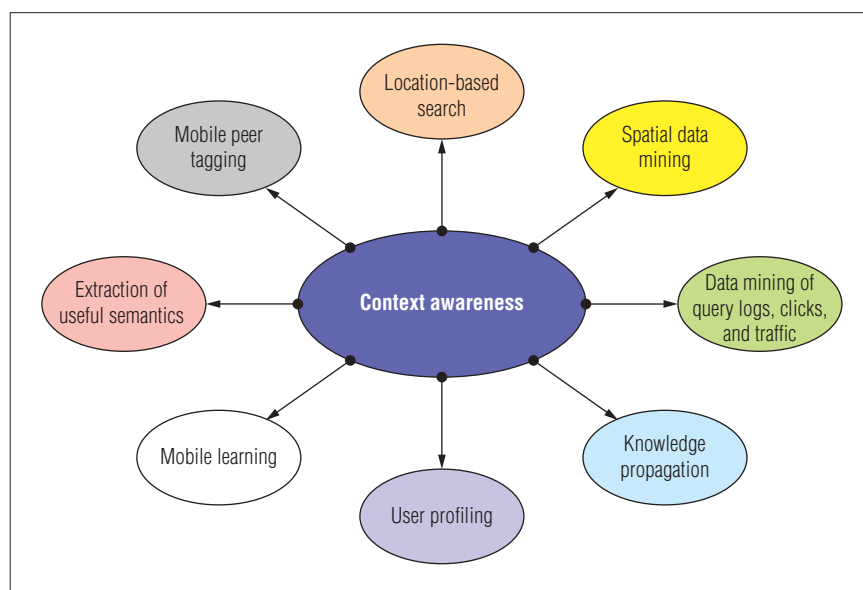 Location-based
search
Mobile peer
tagging
Spatial data
mining
Extraction of
useful semantics
Context awareness
Data mining of
query logs, clicks,
and traffic
Mobile learning
Knowledge
propagation
User profiling